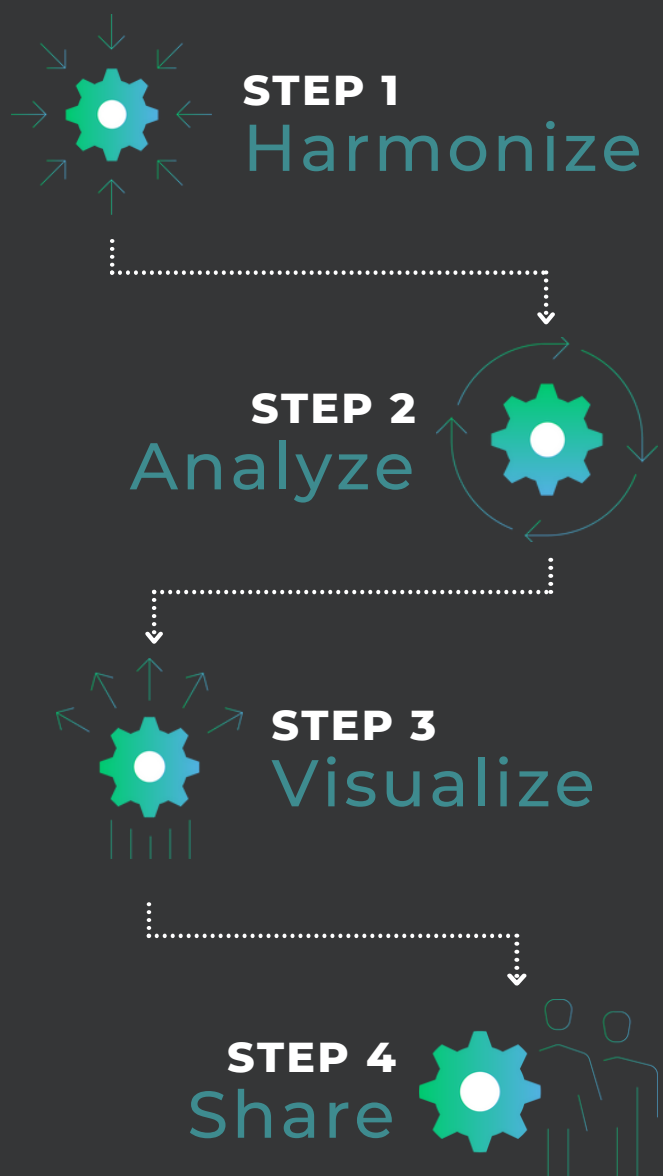 STEP 1
Harmonize
STEP 2
Analyze
STEP 3
Visualize
STEP 4
Share